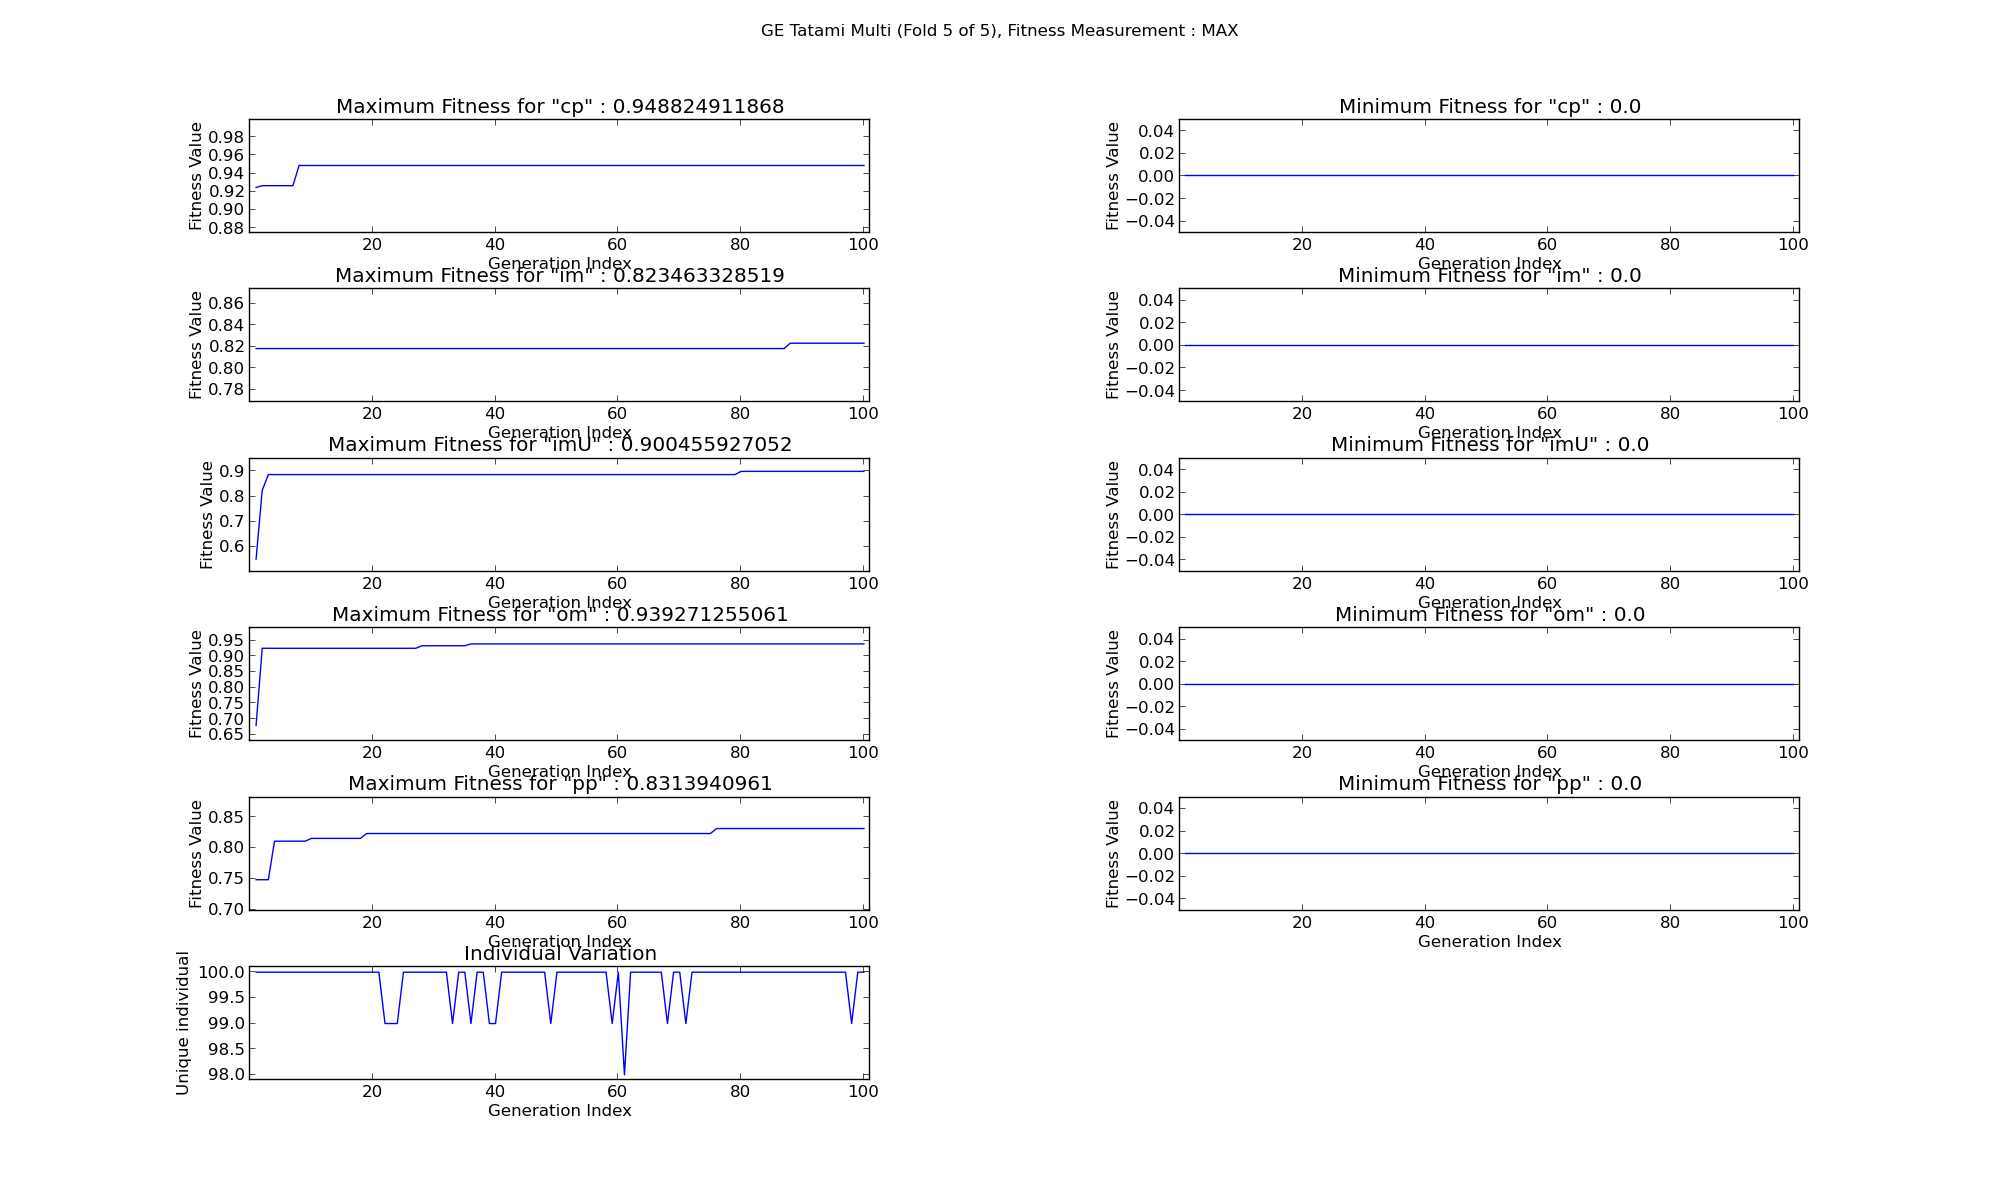 GE Tatami Multi (Fold 5 of 5), Fitness Measurement : MAX
Maximum Fitness for "cp" : 0.948824911868
Fitness Value
0.98
0.96
0.94
0.92
0.90
0.88
20 40 60 80 100
Generation Index
Maximum Fitness for "im" : 0.823463328519
Fitness Value
0.86
0.84
0.82
0.80
0.78
20 40 60 80 100
Generation Index
Maximum Fitness for "imU" : 0.900455927052
Fitness Value
0.9
0.8
0.7
0.6
20 40 60 80 100
Generation Index
Maximum Fitness for "om" : 0.939271255061
Fitness Value
0.95
0.90
0.85
0.80
0.75
0.70
0.65
20 40 60 80 100
Generation Index
Maximum Fitness for "pp" : 0.8313940961
Fitness Value
0.85
0.80
0.75
0.70
20 40 60 80 100
Generation Index
Individual Variation
Unique individual
100.0
99.5
99.0
98.5
98.0
20 40 60 80 100
Generation Index
Minimum Fitness for "cp" : 0.0
Fitness Value
0.04
0.02
0.00
−0.02
−0.04
20 40 60 80 100
Generation Index
Minimum Fitness for "im" : 0.0
Fitness Value
0.04
0.02
0.00
−0.02
−0.04
20 40 60 80 100
Generation Index
Minimum Fitness for "imU" : 0.0
Fitness Value
0.04
0.02
0.00
−0.02
−0.04
20 40 60 80 100
Generation Index
Minimum Fitness for "om" : 0.0
Fitness Value
0.04
0.02
0.00
−0.02
−0.04
20 40 60 80 100
Generation Index
Minimum Fitness for "pp" : 0.0
Fitness Value
0.04
0.02
0.00
−0.02
−0.04
20 40 60 80 100
Generation Index